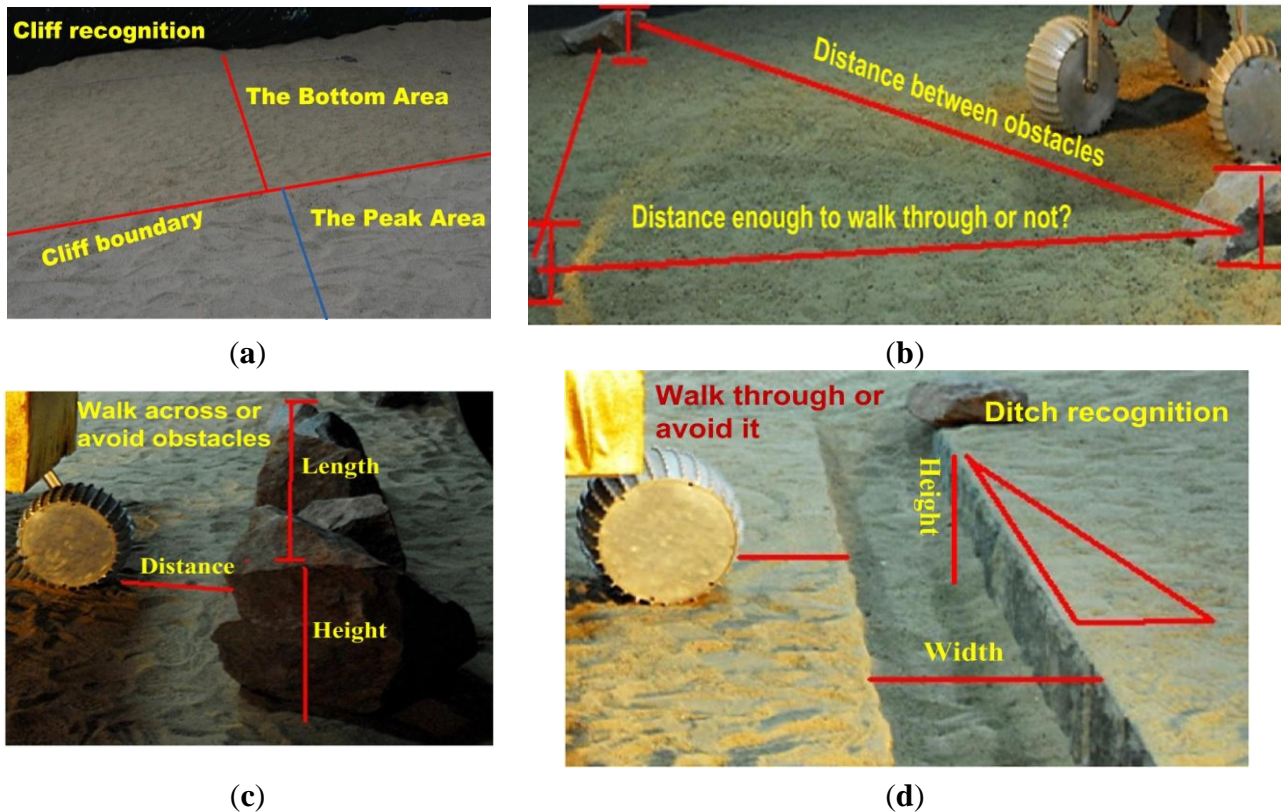 Cliff recognition
The Bottom Area
The Peak Area
Cliff boundary
(a)
Distance between obstacles
Distance enough to walk through or not?
(b)
Walk across or
avoid obstacles
Length
Distance
Height
(c)
Walk through or
avoid it
Ditch recognition
Height
Width
(d)